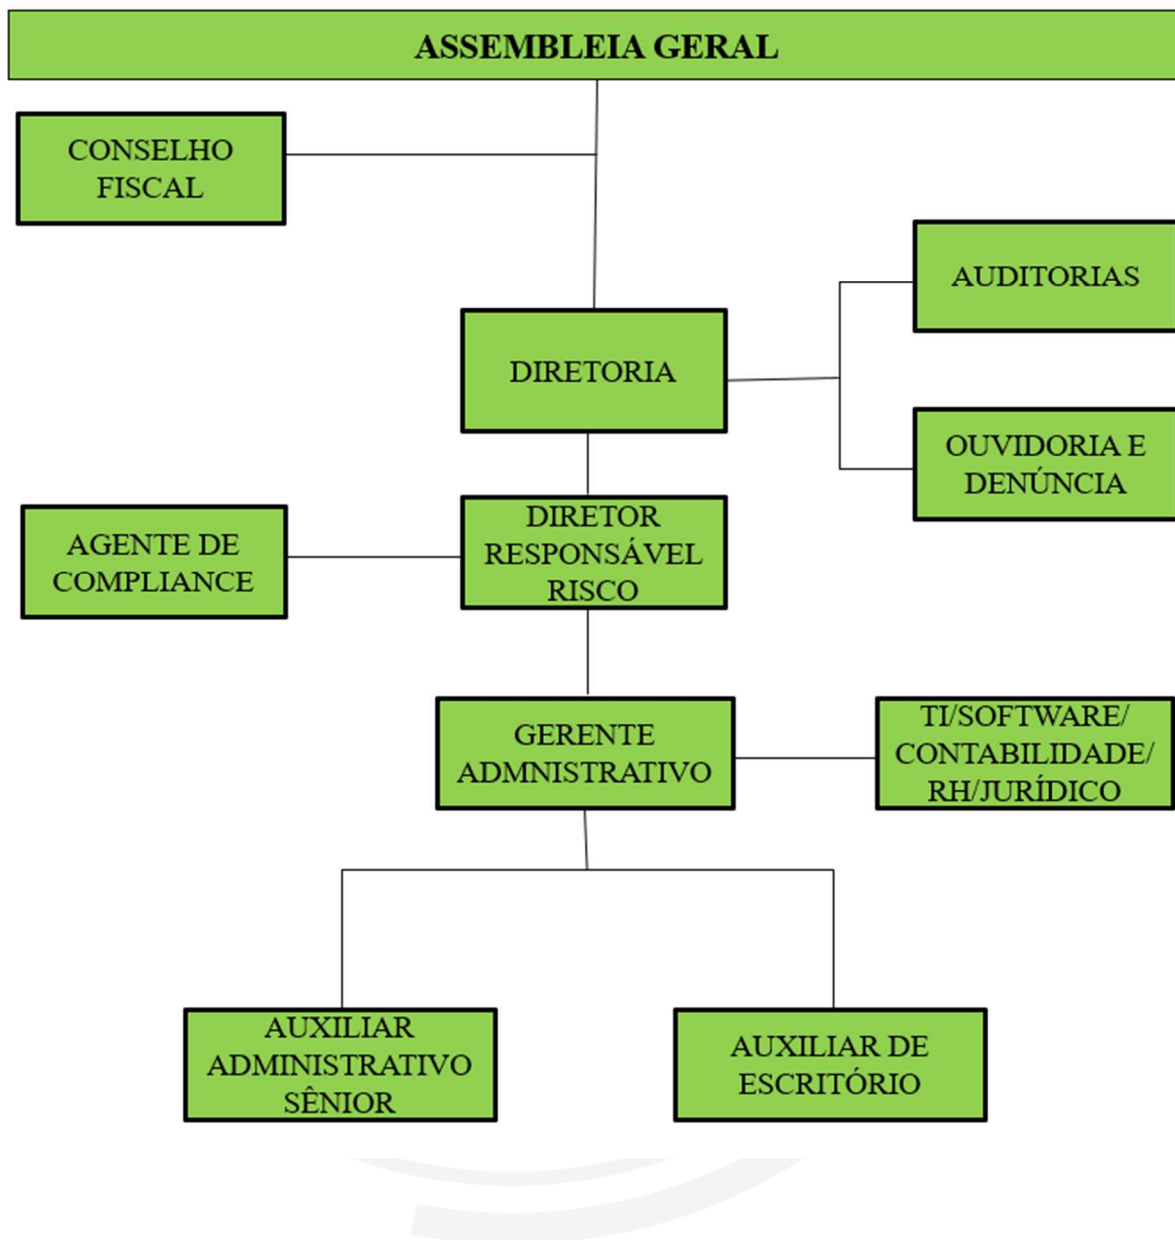 ASSEMBLEIA GERAL
CONSELHO
FISCAL
AUDITORIAS
DIRETORIA
OUVIDORIA E
DENÚNCIA
DIRETOR
RESPONSÁVEL
RISCO
AGENTE DE
COMPLIANCE
GERENTE
ADMNISTRATIVO
TI/SOFTWARE/
CONTABILIDADE/
RH/JURÍDICO
AUXILIAR
ADMINISTRATIVO
SÊNIOR
AUXILIAR DE
ESCRITÓRIO